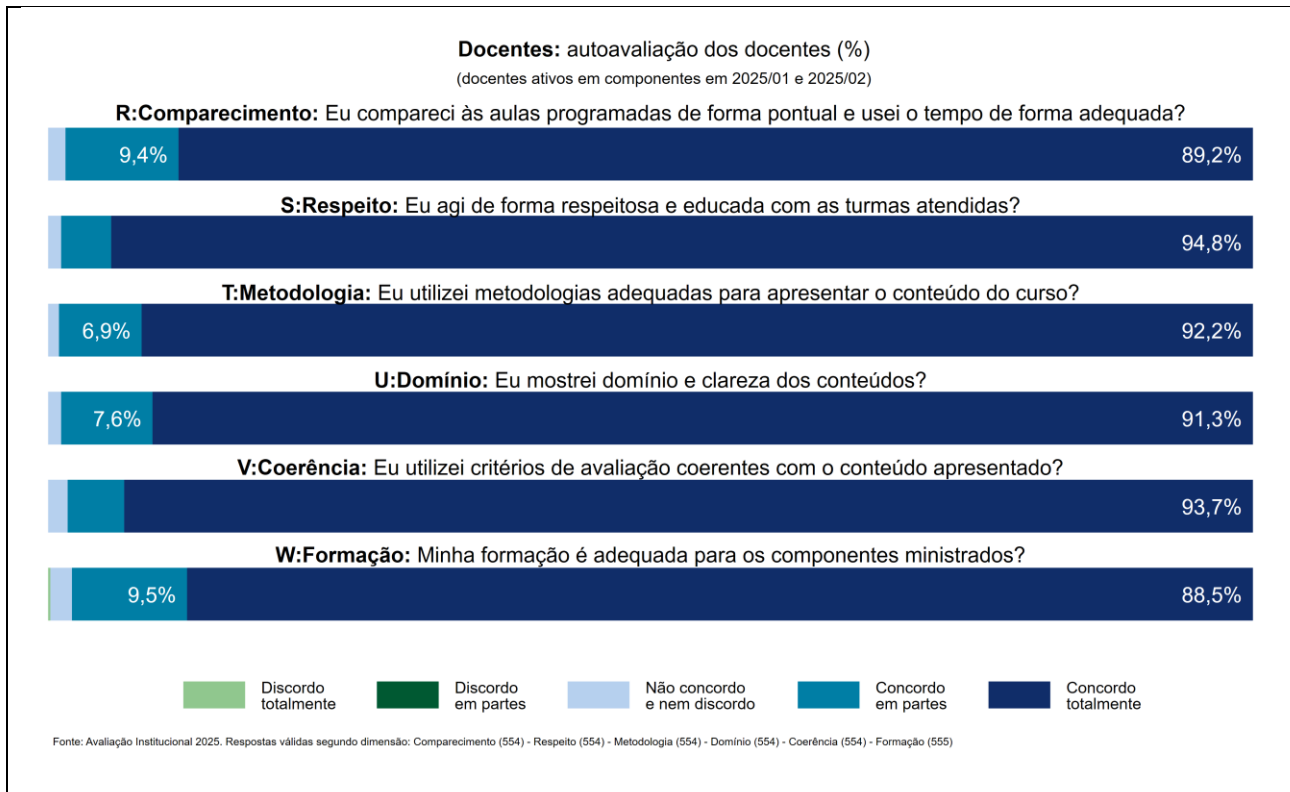 Docentes: autoavaliação dos docentes (%)
(docentes ativos em componentes em 2025/01 e 2025/02)
R:Comparecimento: Eu compareci às aulas programadas de forma pontual e usei o tempo de forma adequada?
9,4% 89,2%
S:Respeito: Eu agi de forma respeitosa e educada com as turmas atendidas?
94,8%
T:Metodologia: Eu utilizei metodologias adequadas para apresentar o conteúdo do curso?
6,9% 92,2%
U:Domínio: Eu mostrei domínio e clareza dos conteúdos?
7,6% 91,3%
V:Coerência: Eu utilizei critérios de avaliação coerentes com o conteúdo apresentado?
93,7%
W:Formação: Minha formação é adequada para os componentes ministrados?
9,5% 88,5%
Discordo totalmente
Discordo em partes
Não concordo e nem discordo
Concordo em partes
Concordo totalmente
Fonte: Avaliação Institucional 2025. Respostas válidas segundo dimensão: Comparecimento (554) - Respeito (554) - Metodologia (554) - Domínio (554) - Coerência (554) - Formação (555)